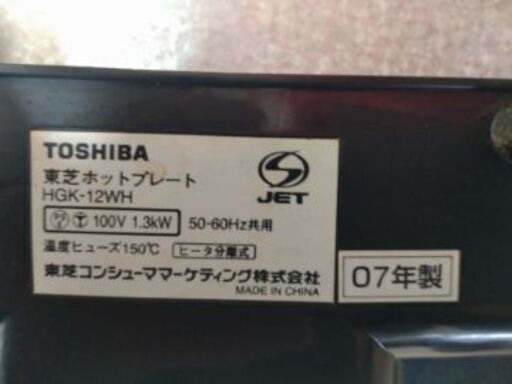 TOSHIBA
東芝ホットプレート
HGK-12WH
100V 1.3kW 50-60Hz共用
温度ヒューズ150℃ ヒータ分離式
東芝コンシューママーケティング株式会社
MADE IN CHINA
S
JET
07年製